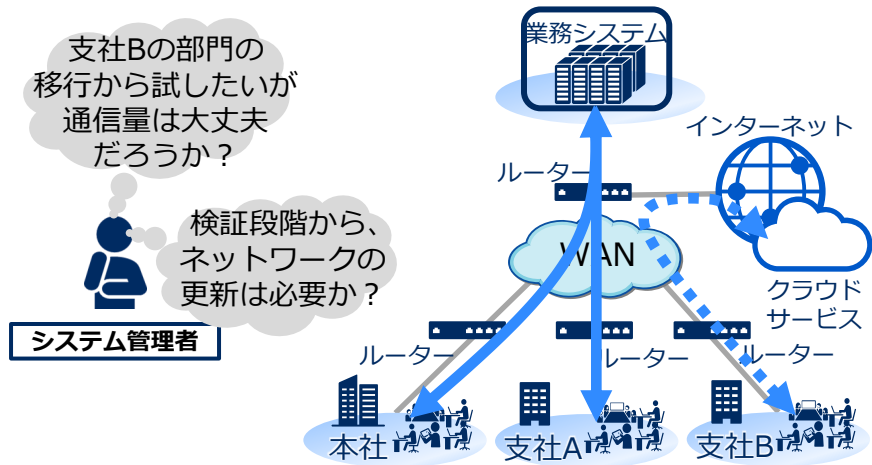 支社Bの部門の
移行から試したいが
通信量は大丈夫
だろうか？
検証段階から、
ネットワークの
更新は必要か？
システム管理者
業務システム
インターネット
ルーター
WAN
クラウド
サービス
ルーター
ルーター
ルーター
本社
支社A
支社B